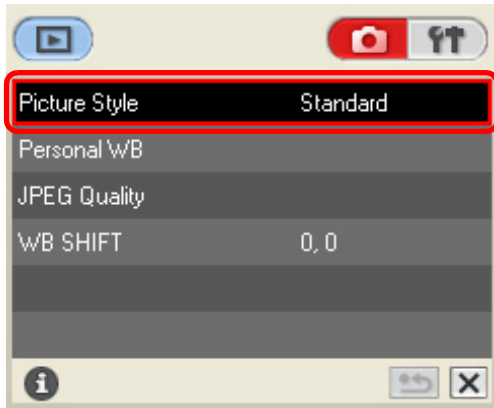 Picture Style Standard
Personal WB
JPEG Quality
WB SHIFT 0, 0